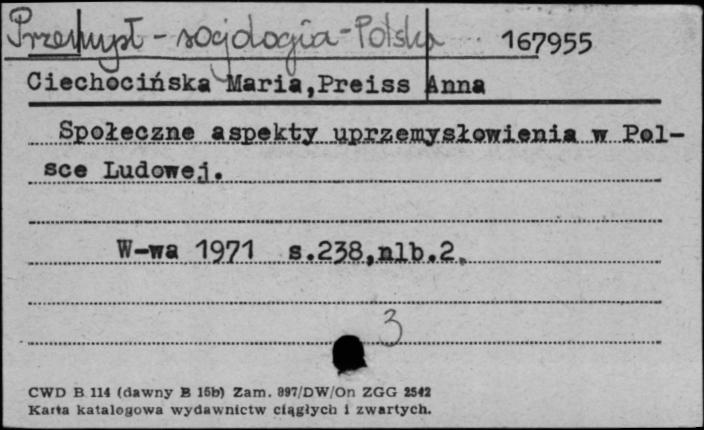 Przemysł - socjologia - Polska 167955
Ciechocińska Maria,Preiss Anna
Społeczne aspekty uprzemysłowienia w Pol-
sce Ludowej.
W-wa 1971 s.238,nlb.2.
3
CWD B 114 (dawny B 15b) Zam. 897/DW/On ZGG 2542
Karta katalogowa wydawnictw ciągłych i zwartych.